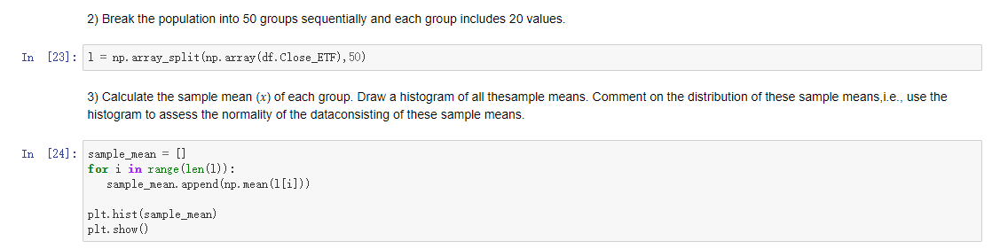 2) Break the population into 50 groups sequentially and each group includes 20 values.
In [23]: l = np.array_split(np.array(df.Close_ETF),50)
3) Calculate the sample mean (x) of each group. Draw a histogram of all thesample means. Comment on the distribution of these sample means,i.e., use the
histogram to assess the normality of the dataconsisting of these sample means.
In [24]: sample_mean = []
for i in range(len(l)):
sample_mean.append(np.mean(l[i]))
plt.hist(sample_mean)
plt.show()